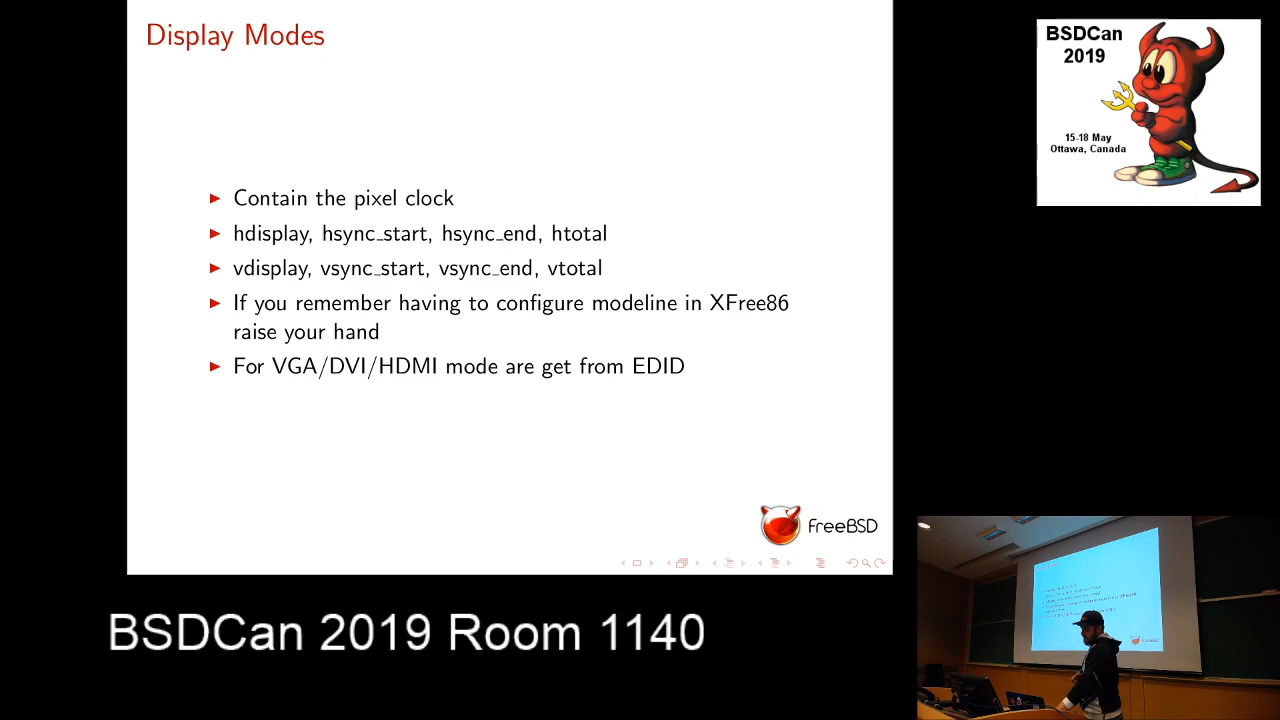 Display Modes
Contain the pixel clock
hdisplay, hsync_start, hsync_end, htotal
vdisplay, vsync_start, vsync_end, vtotal
If you remember having to configure modeline in XFree86
raise your hand
For VGA/DVI/HDMI mode are get from EDID
FreeBSD
BSDCan
2019
15-18 May
Ottawa, Canada
BSDCan 2019 Room 1140